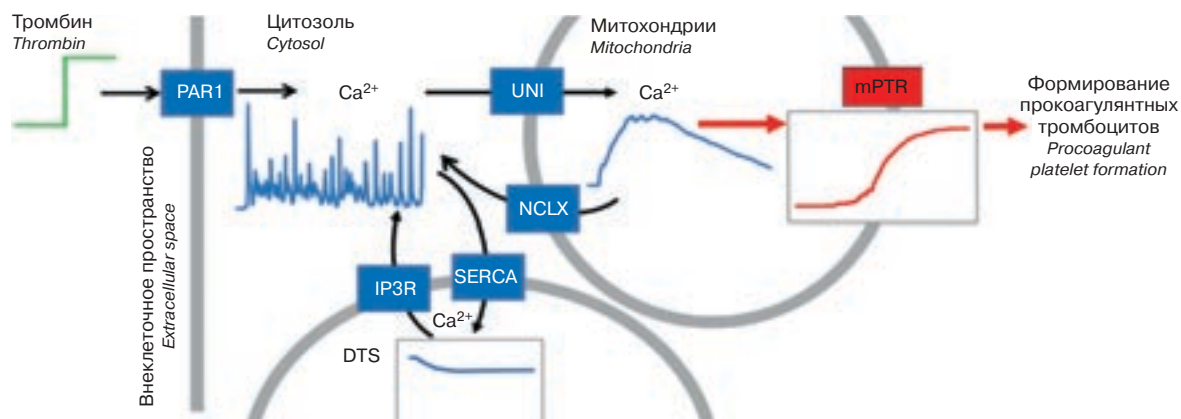 Тромбин
Thrombin
Цитозоль
Cytosol
Митохондрии
Mitochondria
PAR1
Ca2+
UNI
Ca2+
mPTR
Формирование
прокоагулянтных
тромбоцитов
Procoagulant
platelet formation
Внеклеточное пространство
Extracellular space
NCLX
IP3R
SERCA
Ca2+
DTS